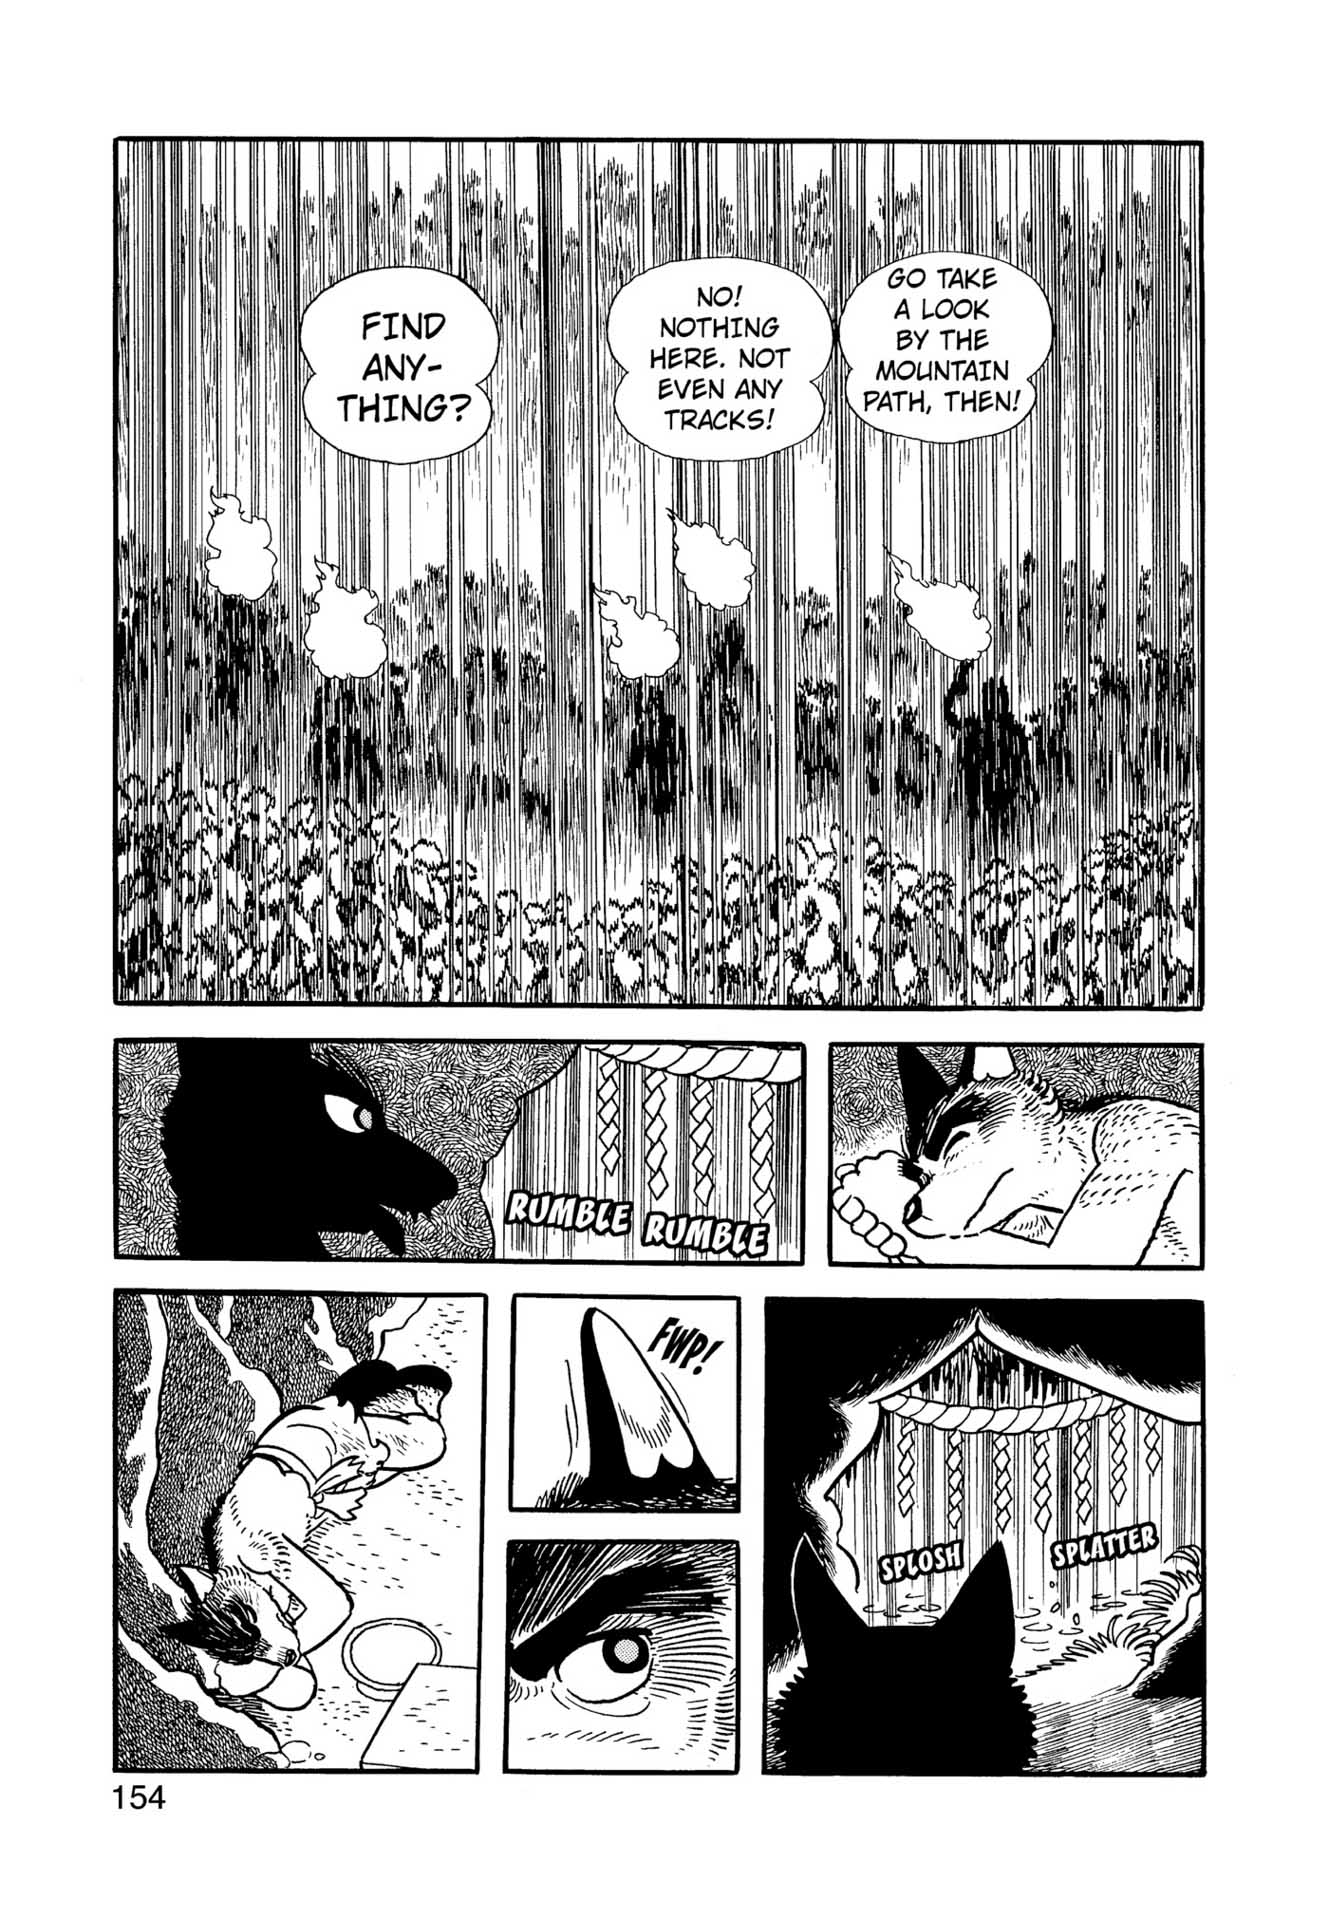 FIND
ANY-
THING?
NO!
NOTHING
HERE. NOT
EVEN ANY
TRACKS!
GO TAKE
A LOOK
BY THE
MOUNTAIN
PATH, THEN!
RUMBLE RUMBLE
FWP!
SPLOSH
SPLATTER
154